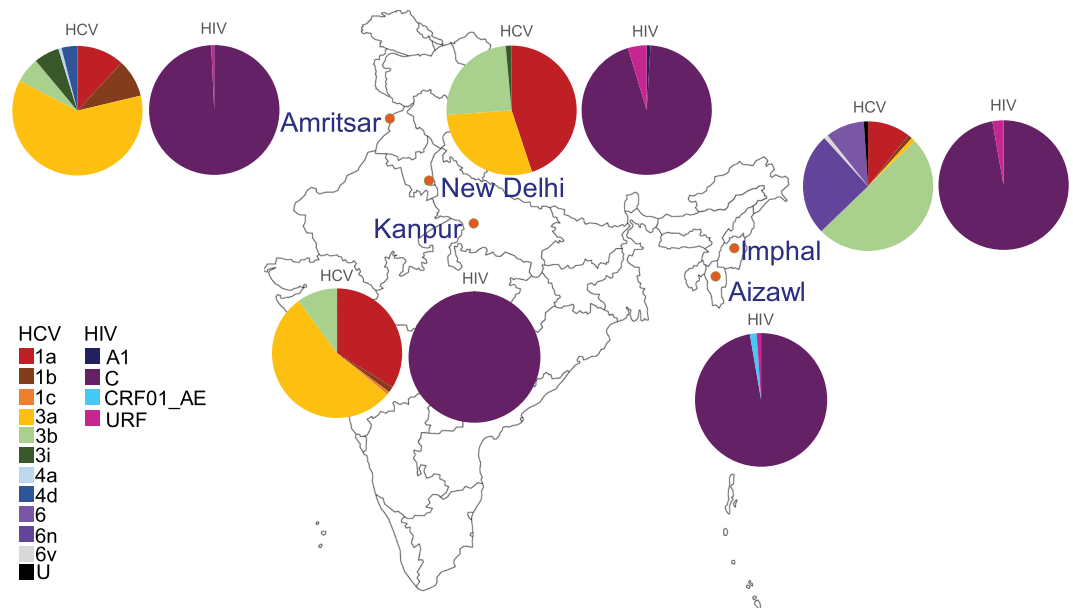 HCV
HIV
HCV
HIV
HCV
HIV
Amritsar
New Delhi
Kanpur
Imphal
Aizawl
HCV
HIV
HIV
HCV HIV
1a A1
1b C
1c CRF01_AE
3a URF
3b
3i
4a
4d
6
6n
6v
U